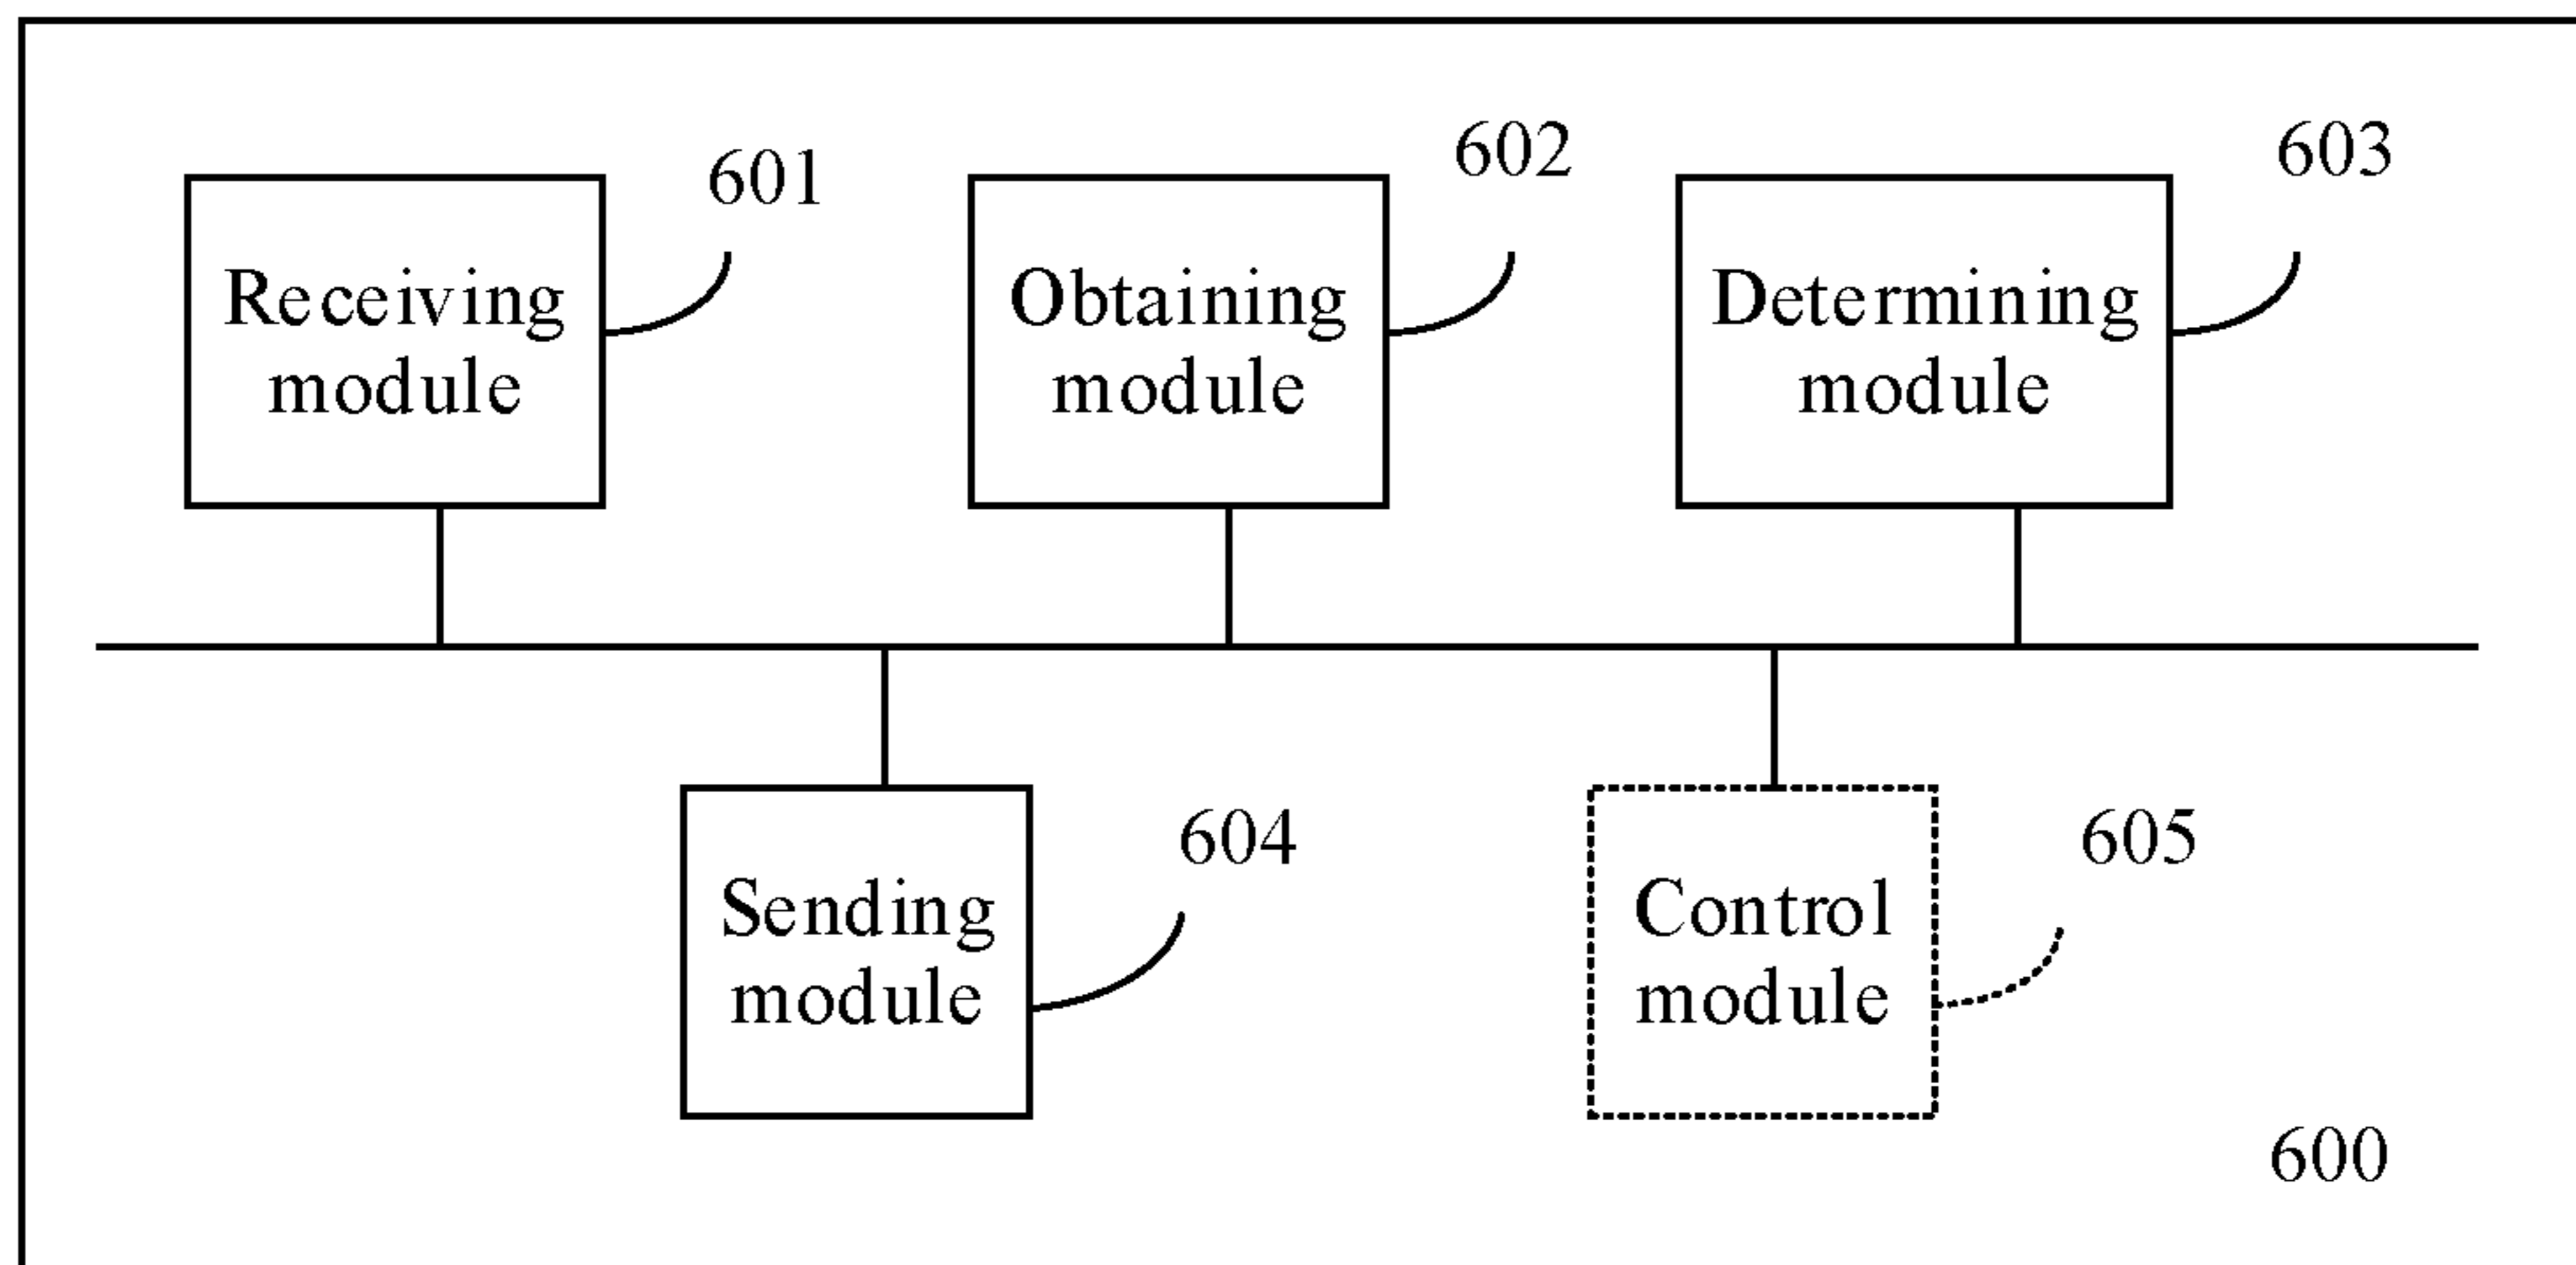 601
602
603
Receiving
module
Obtaining
module
Determining
module
604
605
Sending
module
Control
module
600